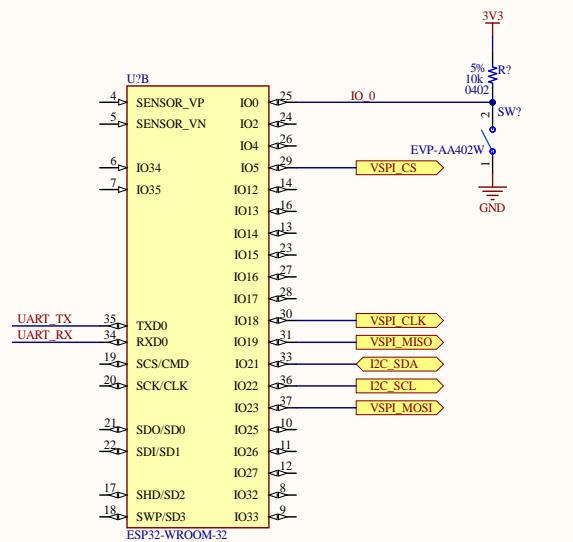 3V3
5%
10k
0402
R?
U?B
4 SENSOR_VP IO0 25 IO_0
2 SW?
5 SENSOR_VN IO2 24
IO4 26
EVP-AA402W
6 IO34 IO5 29 VSPI_CS 1
7 IO35 IO12 14
GND
IO13 16
IO14 13
IO15 23
IO16 27
IO17 28
UART_TX 35 TXD0 IO18 30 VSPI_CLK
UART_RX 34 RXD0 IO19 31 VSPI_MISO
19 SCS/CMD IO21 33 I2C_SDA
20 SCK/CLK IO22 36 I2C_SCL
IO23 37 VSPI_MOSI
21 SDO/SD0 IO25 10
22 SDI/SD1 IO26 11
IO27 12
17 SHD/SD2 IO32 8
18 SWP/SD3 IO33 9
ESP32-WROOM-32